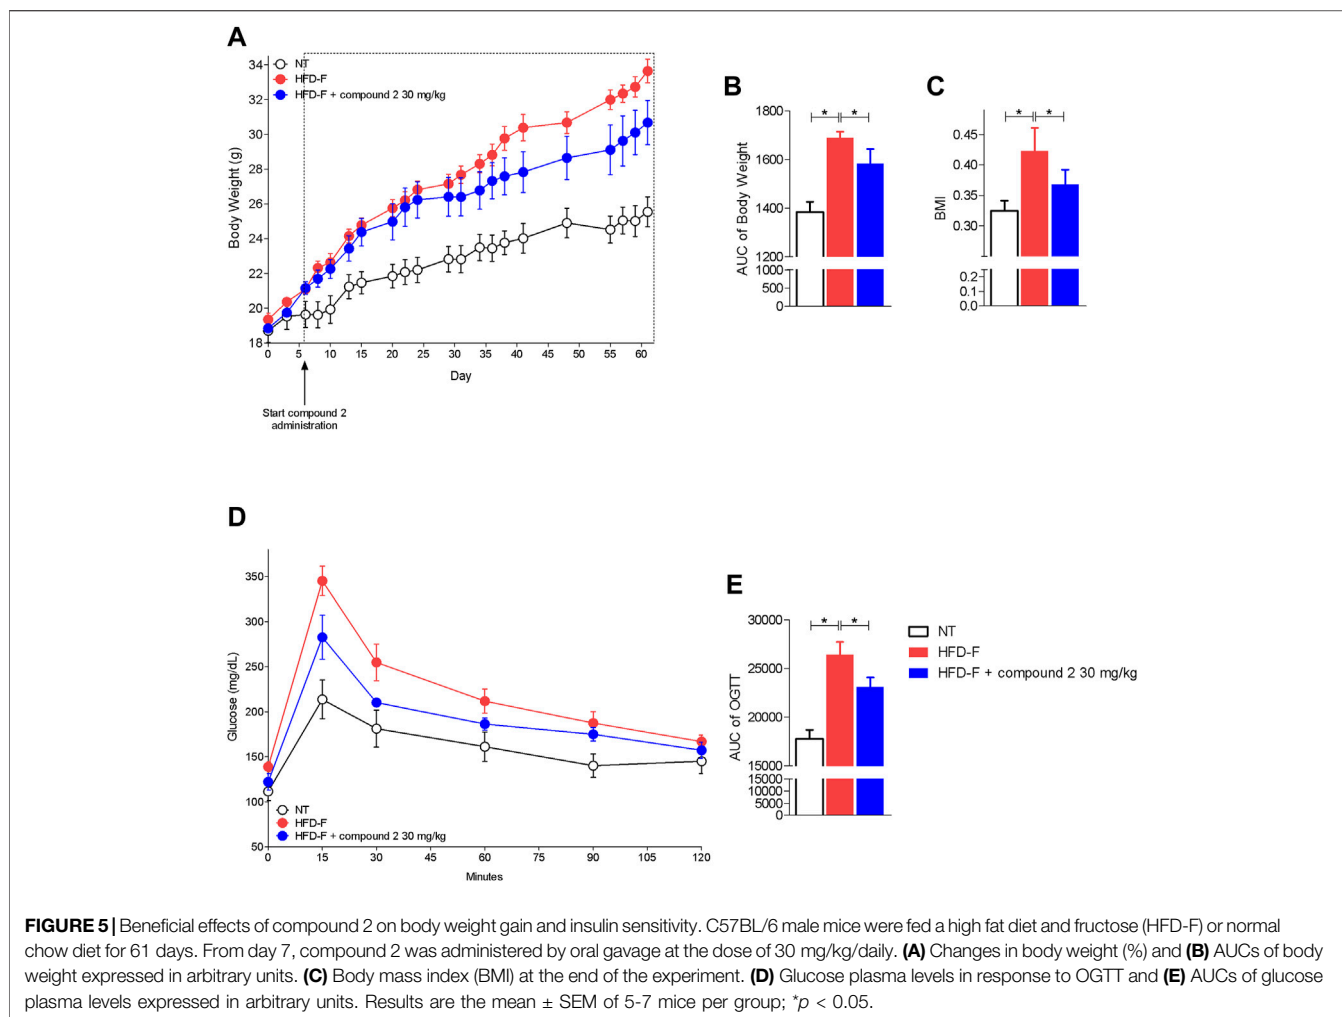 A
34
32
30
28
26
24
22
20
18
Body Weight (g)
NT
HFD-F
HFD-F + compound 2 30 mg/kg
0 5 10 15 20 25 30 35 40 45 50 55 60
Day
Start compound 2
administration
B
1800
1600
1400
1200
1000
500
0
AUC of Body Weight
* *
C
0.45
0.40
0.35
0.30
0.2
0.1
0.1
0.0
BMI
* *
D
350
300
250
200
150
100
50
Glucose (mg/dL)
NT
HFD-F
HFD-F + compound 2 30 mg/kg
0 15 30 45 60 75 90 105 120
Minutes
E
30000
25000
20000
15000
15000
10000
5000
0
AUC of OGTT
* *
NT
HFD-F
HFD-F + compound 2 30 mg/kg
FIGURE 5 | Beneficial effects of compound 2 on body weight gain and insulin sensitivity. C57BL/6 male mice were fed a high fat diet and fructose (HFD-F) or normal
chow diet for 61 days. From day 7, compound 2 was administered by oral gavage at the dose of 30 mg/kg/daily. (A) Changes in body weight (%) and (B) AUCs of body
weight expressed in arbitrary units. (C) Body mass index (BMI) at the end of the experiment. (D) Glucose plasma levels in response to OGTT and (E) AUCs of glucose
plasma levels expressed in arbitrary units. Results are the mean ± SEM of 5-7 mice per group; *p < 0.05.